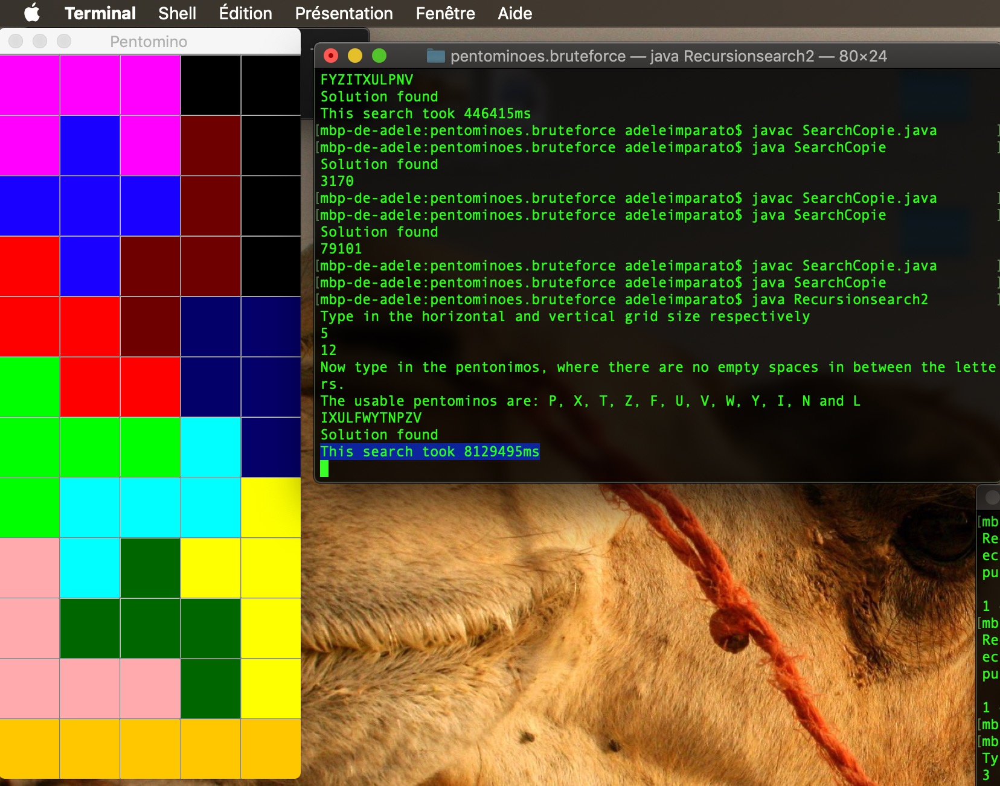 Terminal Shell Édition Présentation Fenêtre Aide
Pentomino
pentominoes.bruteforce — java Recursionsearch2 — 80×24
FYZITXULPNV
Solution found
This search took 446415ms
[mbp-de-adele:pentominoes.bruteforce adeleimparato$ javac SearchCopie.java ]
[mbp-de-adele:pentominoes.bruteforce adeleimparato$ java SearchCopie ]
Solution found
3170
[mbp-de-adele:pentominoes.bruteforce adeleimparato$ javac SearchCopie.java ]
[mbp-de-adele:pentominoes.bruteforce adeleimparato$ java SearchCopie ]
Solution found
79101
[mbp-de-adele:pentominoes.bruteforce adeleimparato$ javac SearchCopie.java ]
[mbp-de-adele:pentominoes.bruteforce adeleimparato$ java SearchCopie ]
[mbp-de-adele:pentominoes.bruteforce adeleimparato$ java Recursionsearch2 ]
Type in the horizontal and vertical grid size respectively
5
12
Now type in the pentonimos, where there are no empty spaces in between the lette
rs.
The usable pentominos are: P, X, T, Z, F, U, V, W, Y, I, N and L
IXULFWYTNPZV
Solution found
This search took 8129495ms
[mb
Re
ec
pu
1
[mb
Re
ec
pu
1
[mb
[mb
Ty
3